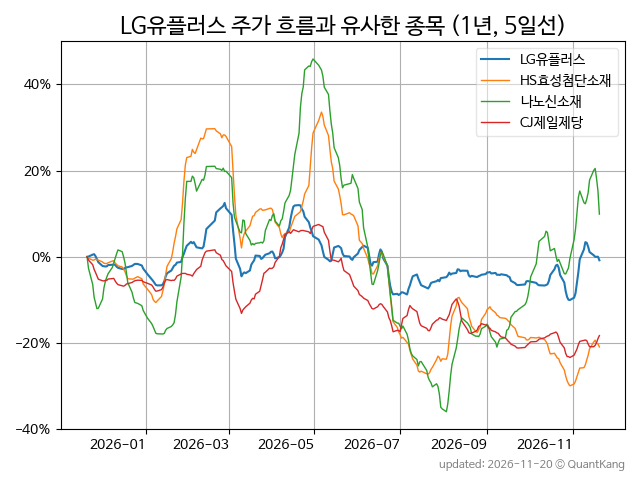 LG유플러스 주가 흐름과 유사한 종목 (1년, 5일선)
LG유플러스
HS효성첨단소재
나노신소재
CJ제일제당
40%
20%
0%
−20%
−40%
2026-01
2026-03
2026-05
2026-07
2026-09
2026-11
updated: 2026-11-20 © QuantKang